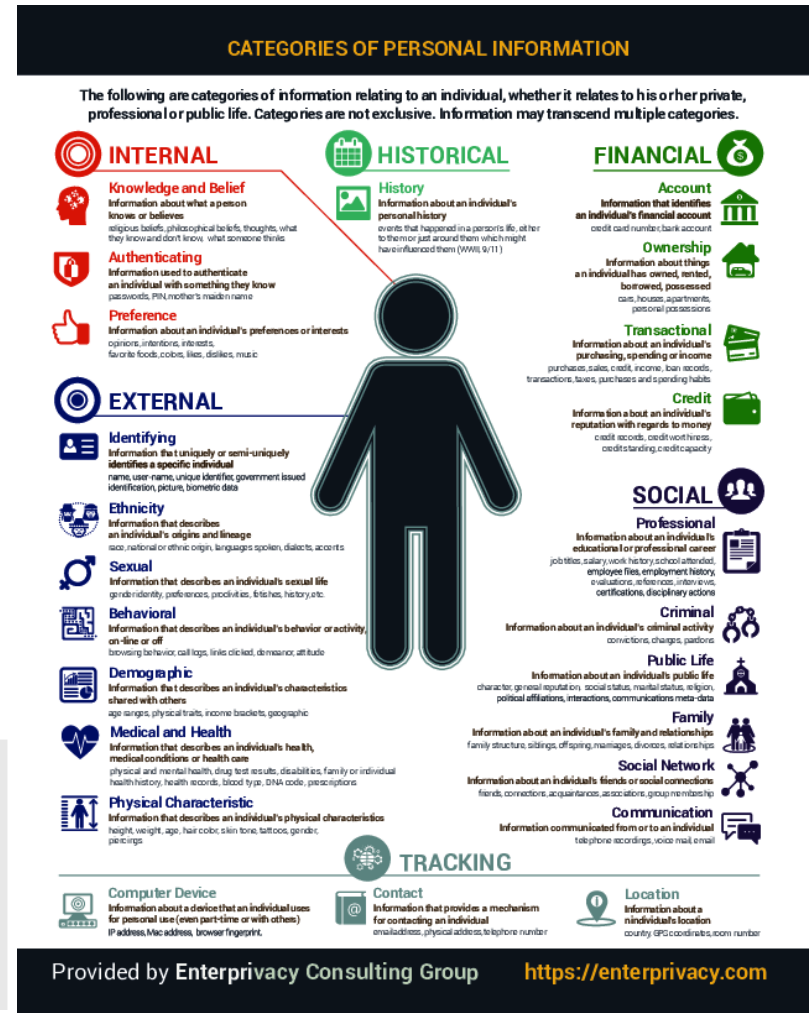 CATEGORIES OF PERSONAL INFORMATION
The following are categories of information relating to an individual, whether it relates to his or her private,
professional or public life. Categories are not exclusive. Information may transcend multiple categories.
INTERNAL
Knowledge and Belief
Information about what a person
knows or believes
religious beliefs, philosophical beliefs, thoughts, what
they know and don't know, what someone thinks
Authenticating
Information used to authenticate
an individual with something they know
passwords, PIN, mother's maiden name
Preference
Information about an individual's preferences or interests
opinions, intentions, interests,
favorite foods, colors, likes, dislikes, music
HISTORICAL
History
Information about an individual's
personal history
events that happened in a person's life, either
to them or just around them which might
have influenced them (WWII, 9/11)
FINANCIAL
$
Account
Information that identifies
an individual's financial account
credit card number, bank account
Ownership
Information about things
an individual has owned, rented,
borrowed, possessed
cars, houses, apartments,
personal possessions
Transactional
Information about an individual's
purchasing, spending or income
purchases, sales, credit, income, loan records,
transactions, taxes, purchases and spending habits
Credit
Information about an individual's
reputation with regards to money
credit records, credit worthiness,
credit standing, credit capacity
EXTERNAL
Identifying
Information that uniquely or semi-uniquely
identifies a specific individual
name, user-name, unique identifier, government issued
identification, picture, biometric data
Ethnicity
Information that describes
an individual's origins and lineage
race, national or ethnic origin, languages spoken, dialects, accents
Sexual
Information that describes an individual's sexual life
gender identity, preferences, proclivities, fetishes, history, etc.
Behavioral
Information that describes an individual's behavior or activity,
on-line or off
browsing behavior, call logs, links clicked, demeanor, attitude
Demographic
Information that describes an individual's characteristics
shared with others
age ranges, physical traits, income brackets, geographic
Medical and Health
Information that describes an individual's health,
medical conditions or health care
physical and mental health, drug test results, disabilities, family or individual
health history, health records, blood type, DNA code, prescriptions
Physical Characteristic
Information that describes an individual's physical characteristics
height, weight, age, hair color, skin tone, tattoos, gender,
piercings
SOCIAL
Professional
Information about an individual's
educational or professional career
job titles, salary, work history, school attended,
employee files, employment history,
evaluations, references, interviews,
certifications, disciplinary actions
Criminal
Information about an individual's criminal activity
convictions, charges, pardons
Public Life
Information about an individual's public life
character, general reputation, social status, marital status, religion,
political affiliations, interactions, communications meta-data
Family
Information about an individual's family and relationships
family structure, siblings, offspring, marriages, divorces, relationships
Social Network
Information about an individual's friends or social connections
friends, connections, acquaintances, associations, group membership
Communication
Information communicated from or to an individual
telephone recordings, voice mail, email
TRACKING
Computer Device
Information about a device that an individual uses
for personal use (even part-time or with others)
IP address, Mac address, browser fingerprint.
@
Contact
Information that provides a mechanism
for contacting an individual
email address, physical address, telephone number
Location
Information about a
nindividual's location
country, GPS coordinates, room number
Provided by Enterprivacy Consulting Group
https://enterprivacy.com